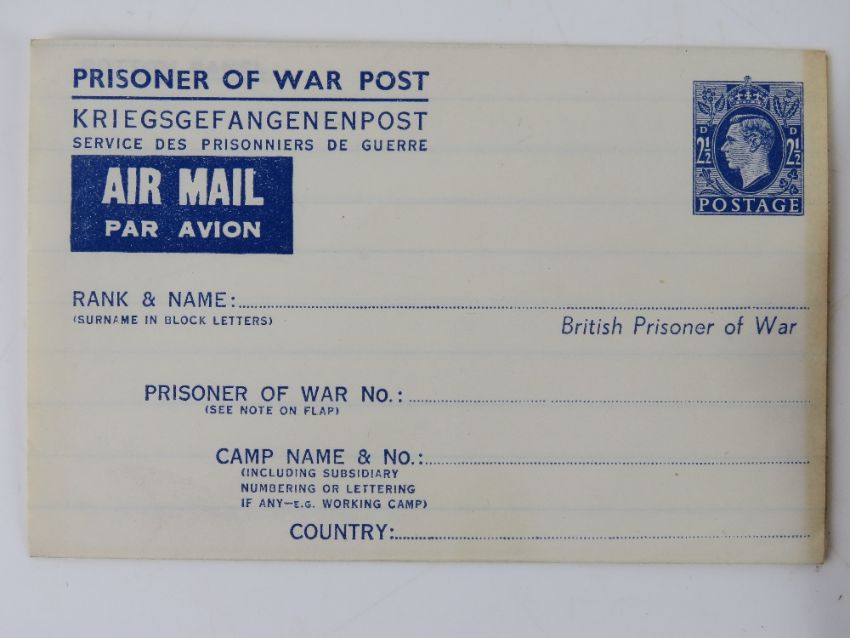 PRISONER OF WAR POST
KRIEGSGEFANGENENPOST
SERVICE DES PRISONNIERS DE GUERRE
AIR MAIL
PAR AVION
D D
2½ 2½
POSTAGE
RANK & NAME:
(SURNAME IN BLOCK LETTERS)
British Prisoner of War
PRISONER OF WAR No.:
(SEE NOTE ON FLAP)
CAMP NAME & No.:
(INCLUDING SUBSIDIARY
NUMBERING OR LETTERING
IF ANY—E.G. WORKING CAMP)
COUNTRY: